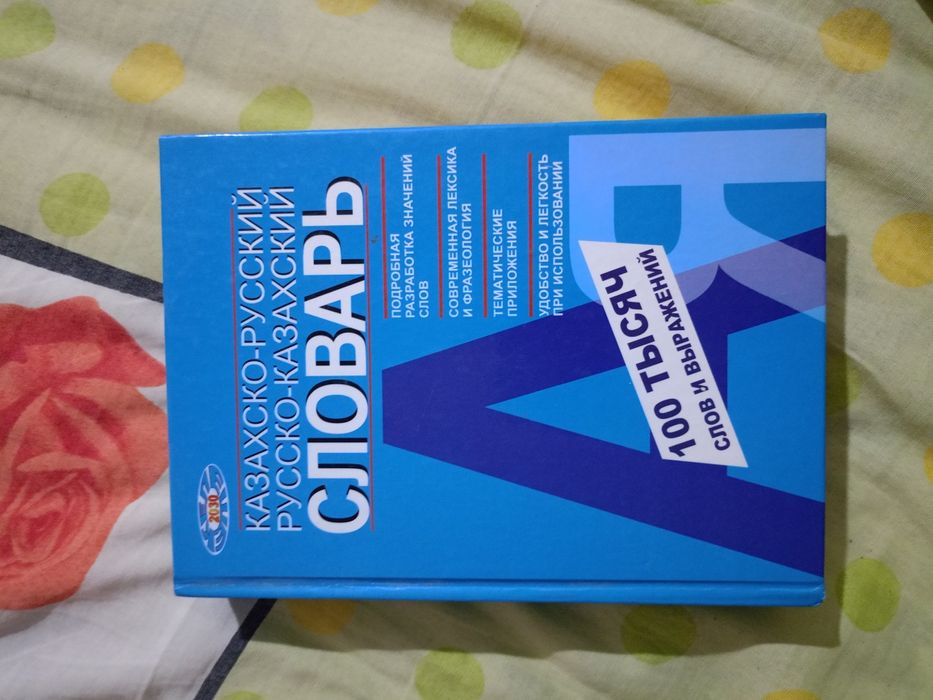 2030
КАЗАХСКО-РУССКИЙ
РУССКО-КАЗАХСКИЙ
СЛОВАРЬ
ПОДРОБНАЯ
РАЗРАБОТКА ЗНАЧЕНИЙ
СЛОВ
СОВРЕМЕННАЯ ЛЕКСИКА
И ФРАЗЕОЛОГИЯ
ТЕМАТИЧЕСКИЕ
ПРИЛОЖЕНИЯ
УДОБСТВО И ЛЕГКОСТЬ
ПРИ ИСПОЛЬЗОВАНИИ
100 ТЫСЯЧ
СЛОВ И ВЫРАЖЕНИЙ
А Я